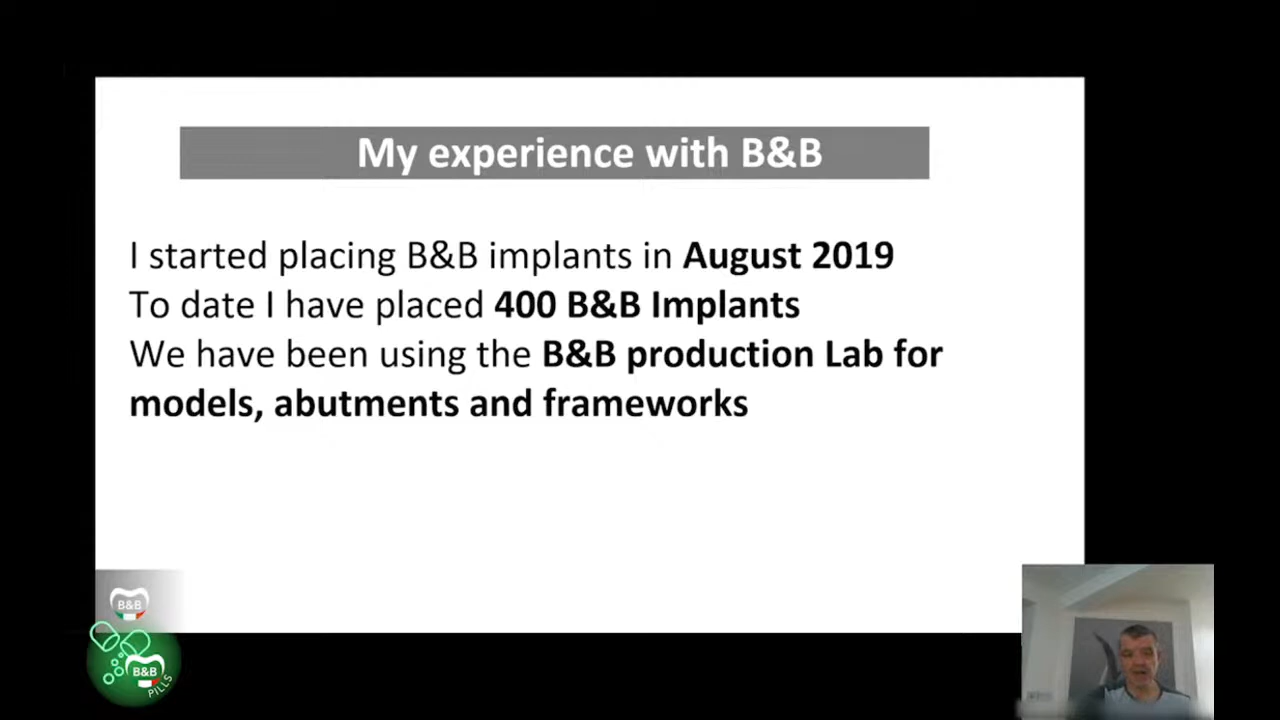 My experience with B&B
I started placing B&B implants in August 2019
To date I have placed 400 B&B Implants
We have been using the B&B production Lab for
models, abutments and frameworks
B&B
B&B
PILLS